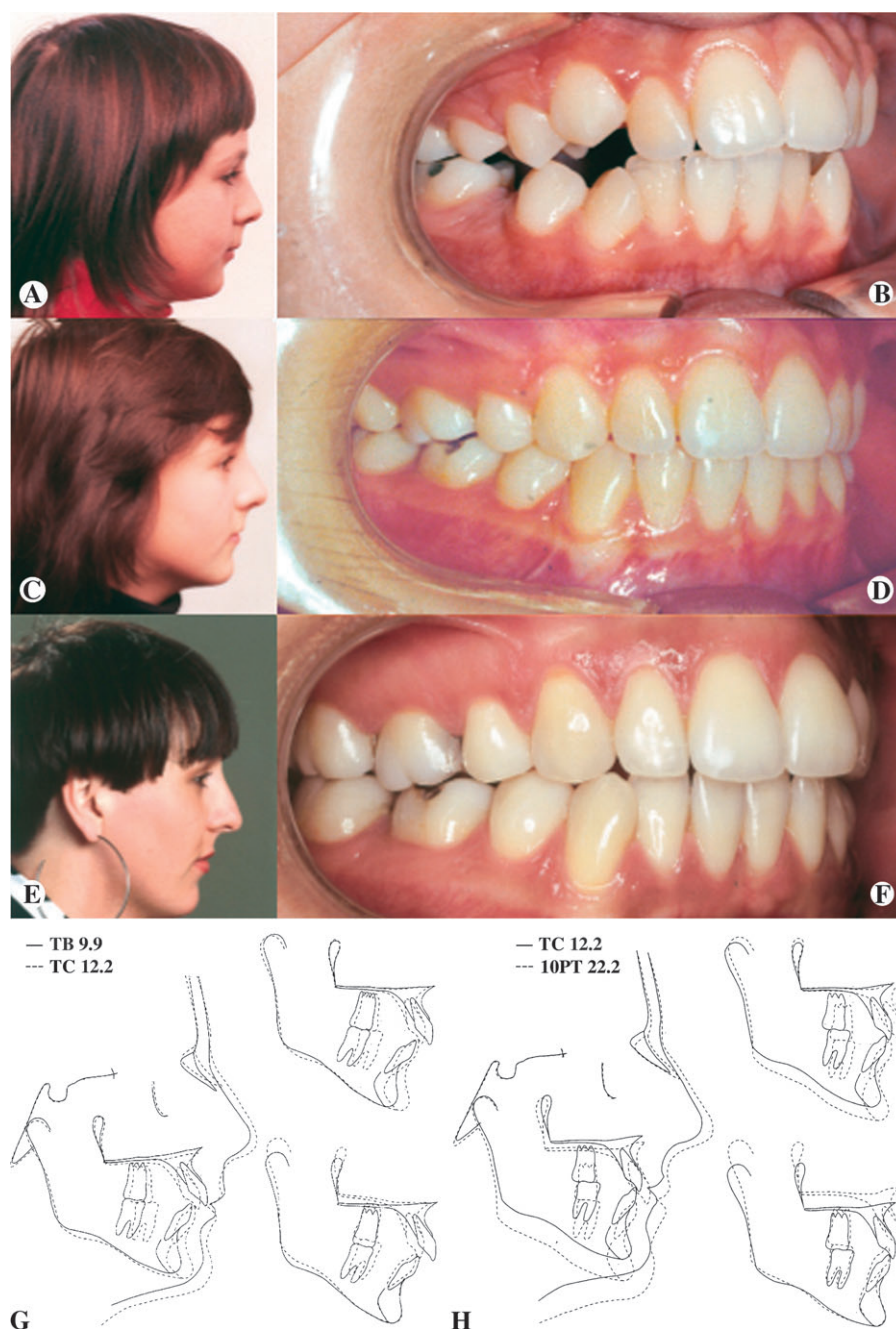 A
B
C
D
E
F
— TB 9.9
--- TC 12.2
— TC 12.2
--- 10PT 22.2
G
H